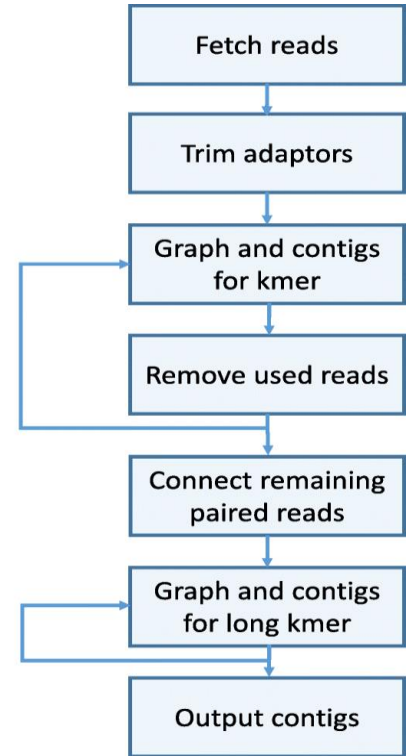 Fetch reads
Trim adaptors
Graph and contigs
for kmer
Remove used reads
Connect remaining
paired reads
Graph and contigs
for long kmer
Output contigs